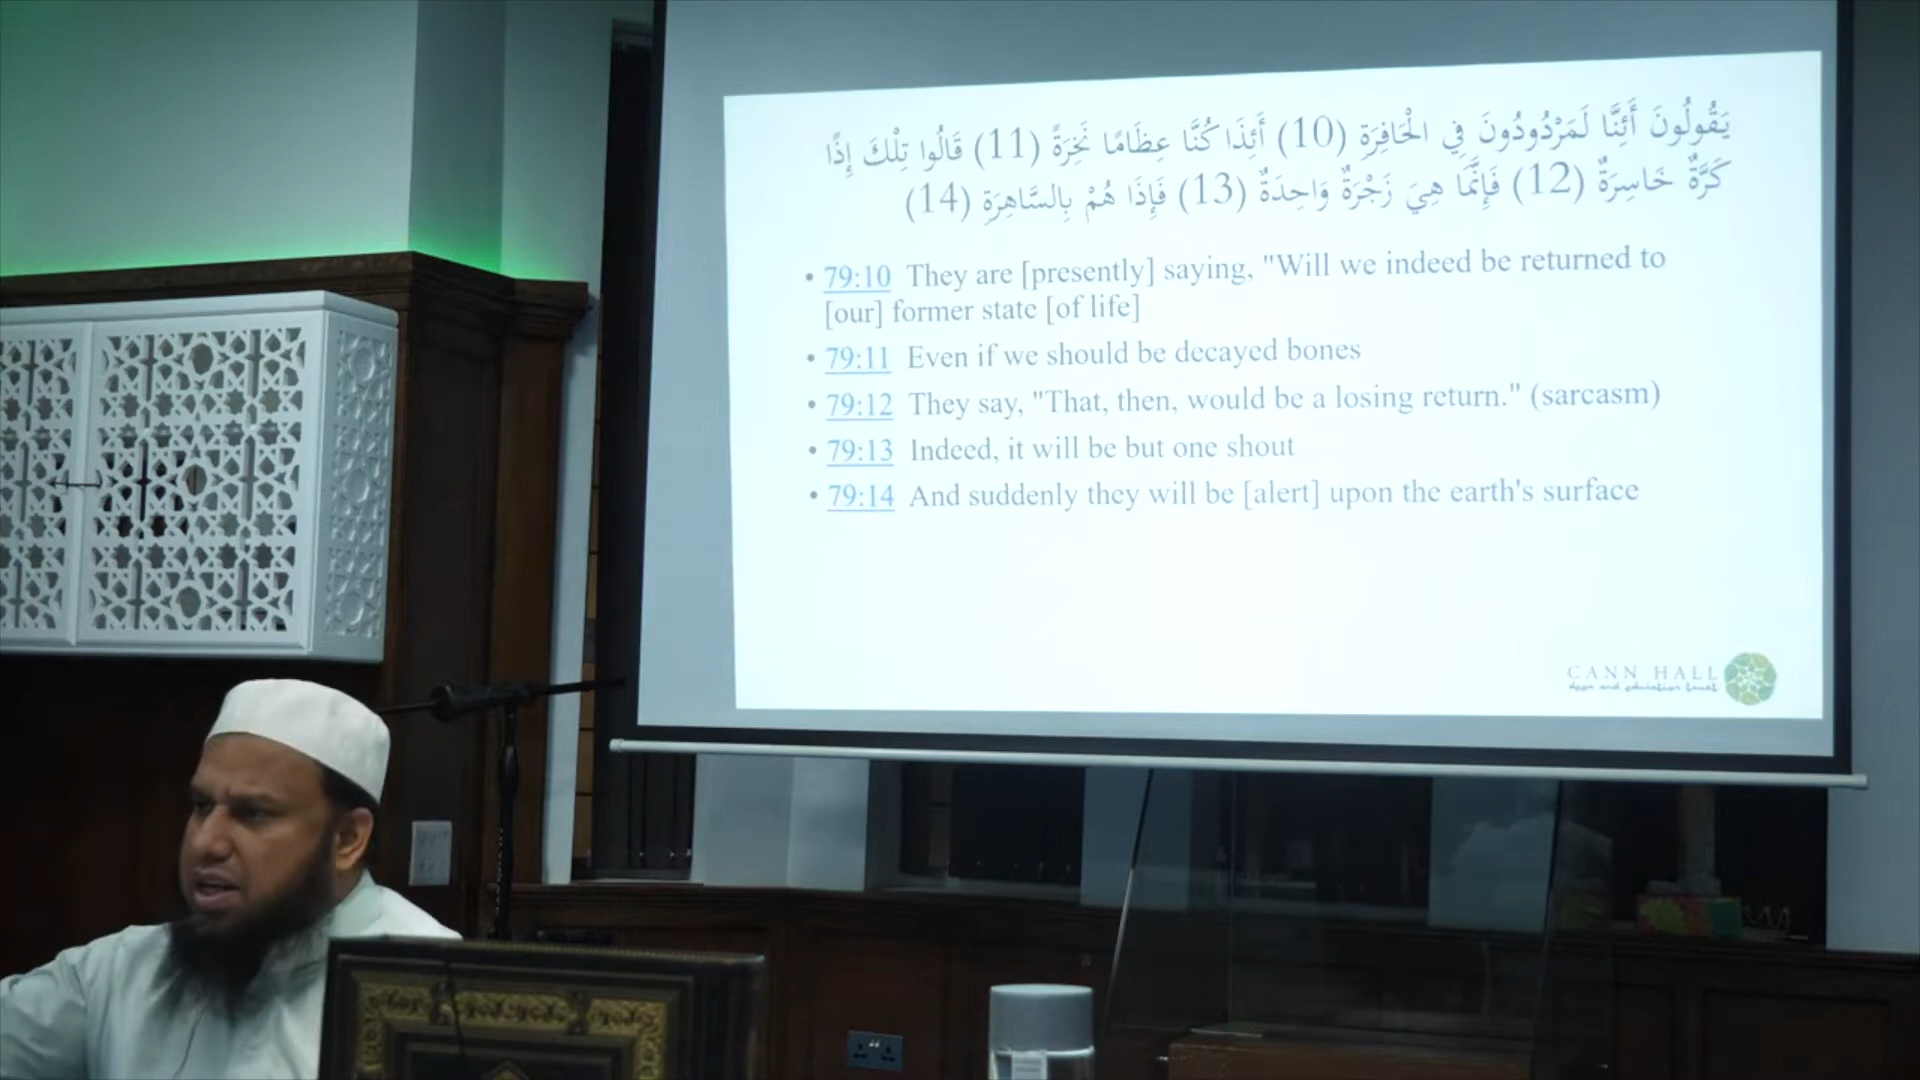 يَقُولُونَ أَئِنَّا لَمَرْدُودُونَ فِي الْحَافِرَةِ (10) أَئِذَا كُنَّا عِظَامًا نَخِرَةً (11) قَالُوا تِلْكَ إِذًا
كَرَّةٌ خَاسِرَةٌ (12) فَإِنَّمَا هِيَ زَجْرَةٌ وَاحِدَةٌ (13) فَإِذَا هُمْ بِالسَّاهِرَةِ (14)
• 79:10 They are [presently] saying, "Will we indeed be returned to
[our] former state [of life]
• 79:11 Even if we should be decayed bones
• 79:12 They say, "That, then, would be a losing return." (sarcasm)
• 79:13 Indeed, it will be but one shout
• 79:14 And suddenly they will be [alert] upon the earth's surface
CANN HALL
deen and education trust